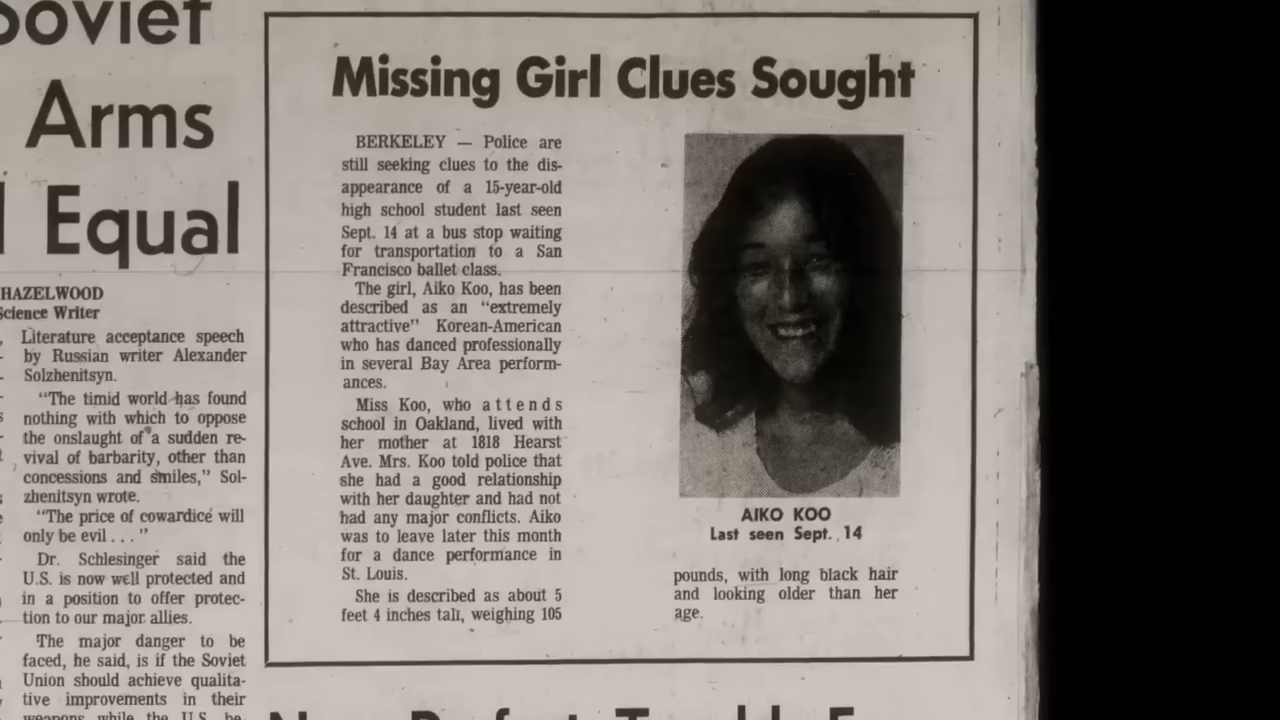 Soviet
Arms
Equal
HAZELWOOD
Science Writer
Literature acceptance speech
by Russian writer Alexander
Solzhenitsyn.
"The timid world has found
nothing with which to oppose
the onslaught of a sudden re-
vival of barbarity, other than
concessions and smiles," Sol-
zhenitsyn wrote.
"The price of cowardice will
only be evil . . . "
Dr. Schlesinger said the
U.S. is now well protected and
in a position to offer protec-
tion to our major allies.
The major danger to be
faced, he said, is if the Soviet
Union should achieve qualita-
tive improvements in their
weapons while the U.S. be-
Missing Girl Clues Sought
BERKELEY — Police are
still seeking clues to the dis-
appearance of a 15-year-old
high school student last seen
Sept. 14 at a bus stop waiting
for transportation to a San
Francisco ballet class.
The girl, Aiko Koo, has been
described as an "extremely
attractive" Korean-American
who has danced professionally
in several Bay Area perform-
ances.
Miss Koo, who attends
school in Oakland, lived with
her mother at 1818 Hearst
Ave. Mrs. Koo told police that
she had a good relationship
with her daughter and had not
had any major conflicts. Aiko
was to leave later this month
for a dance performance in
St. Louis.
She is described as about 5
feet 4 inches tall, weighing 105
AIKO KOO
Last seen Sept. 14
pounds, with long black hair
and looking older than her
age.